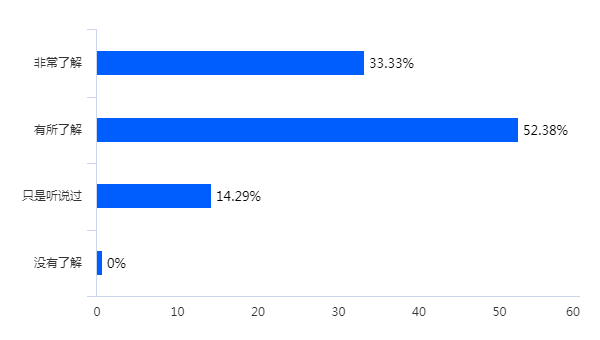 非常了解 33.33%
有所了解 52.38%
只是听说过 14.29%
没有了解 0%
0 10 20 30 40 50 60